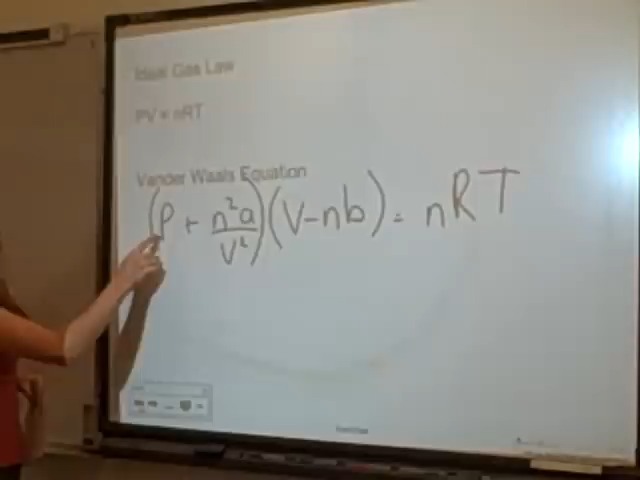 Ideal Gas Law
PV = nRT
Vander Waals Equation
(P + n²a/V²)(V-nb) = nRT